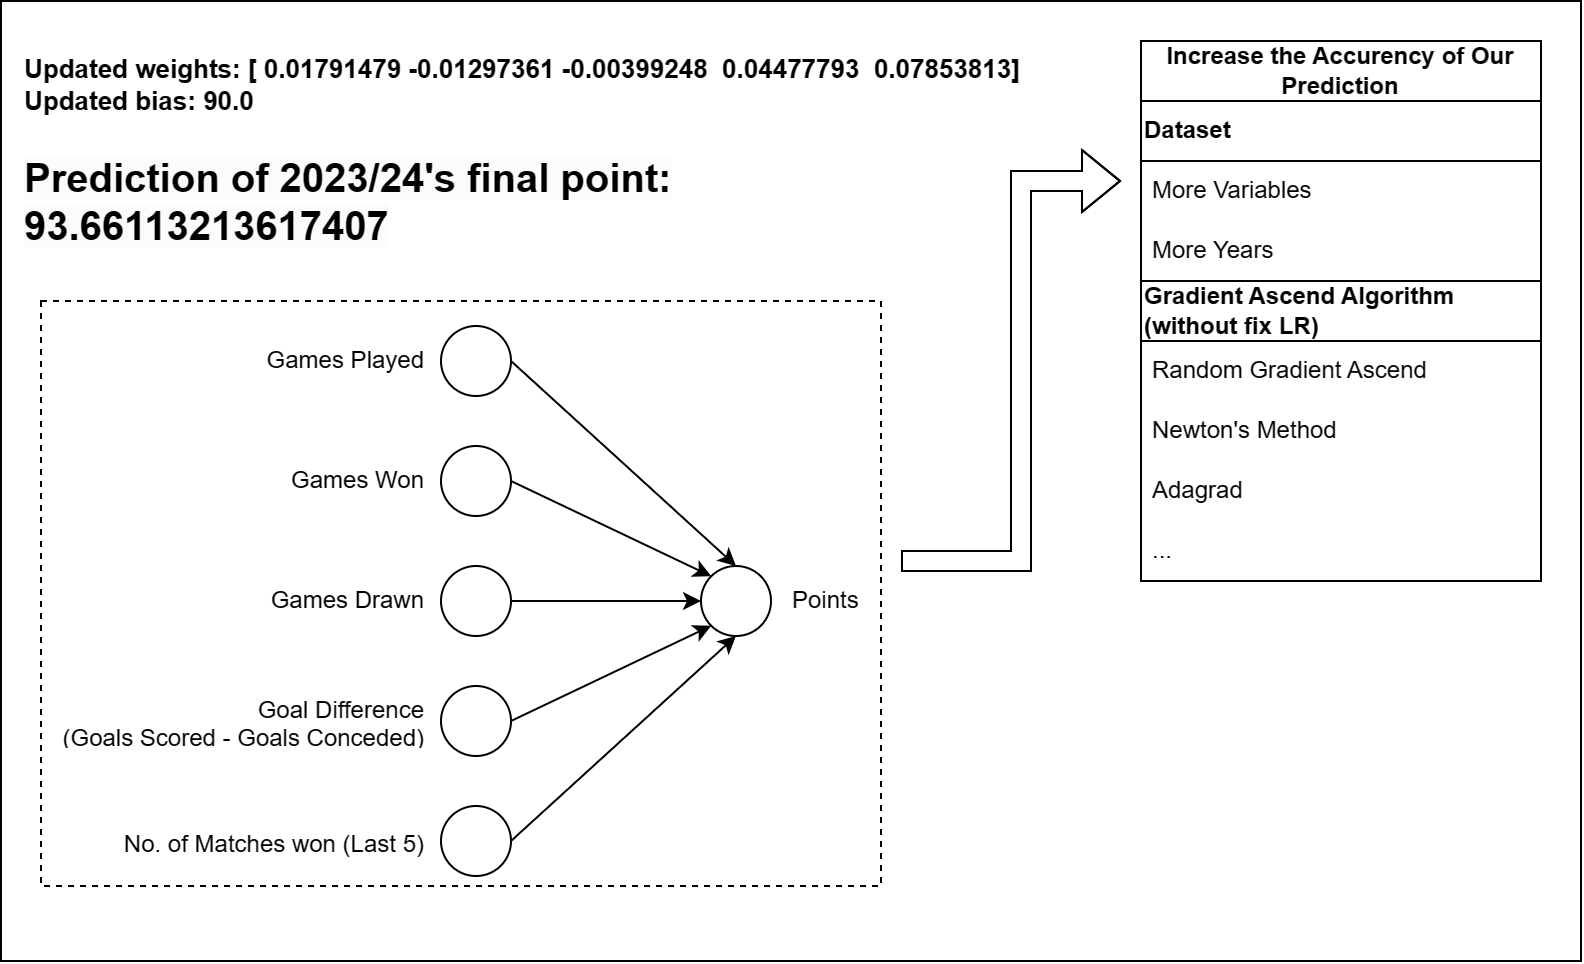 Updated weights: [ 0.01791479 -0.01297361 -0.00399248  0.04477793  0.07853813]
Updated bias: 90.0
Prediction of 2023/24's final point:
93.66113213617407
Games Played
Games Won
Games Drawn
Goal Difference
(Goals Scored - Goals Conceded)
No. of Matches won (Last 5)
Points
Increase the Accurency of Our
Prediction
Dataset
More Variables
More Years
Gradient Ascend Algorithm
(without fix LR)
Random Gradient Ascend
Newton's Method
Adagrad
...